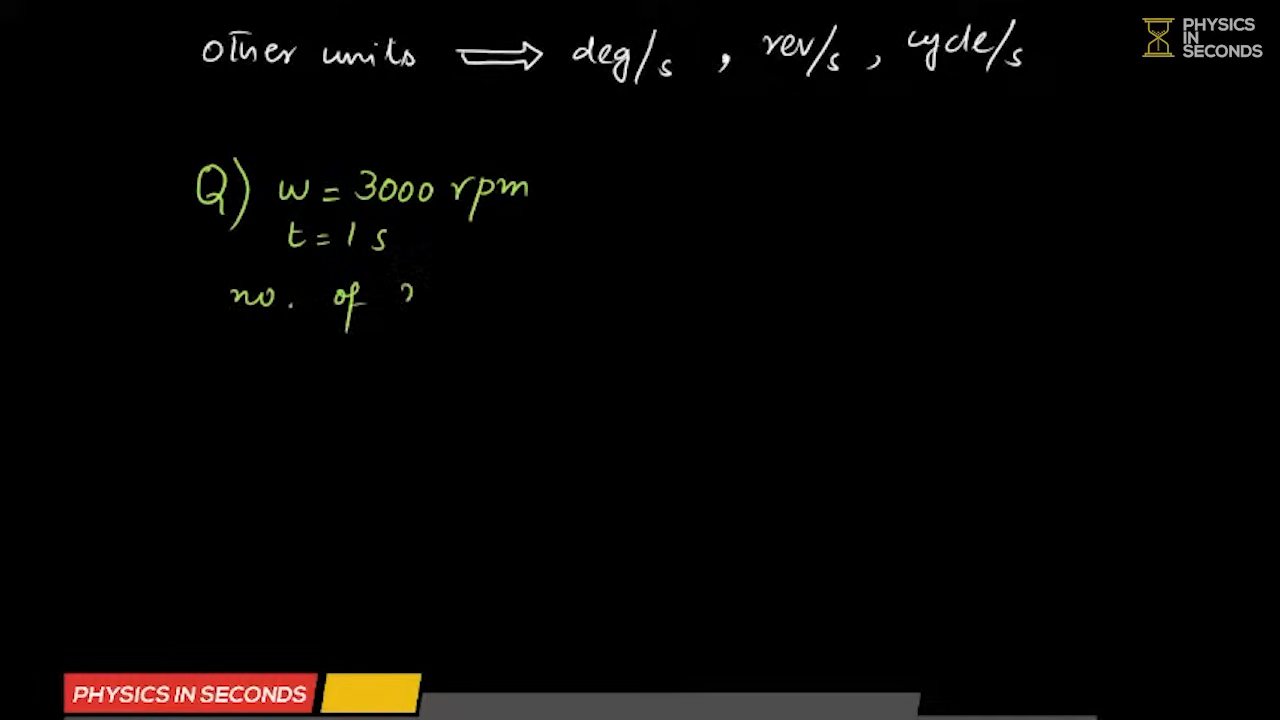 other units ⟹ deg/s , rev/s , cycle/s
PHYSICS
IN
SECONDS
Q) w = 3000 rpm
t = 1 s
no. of
PHYSICS IN SECONDS